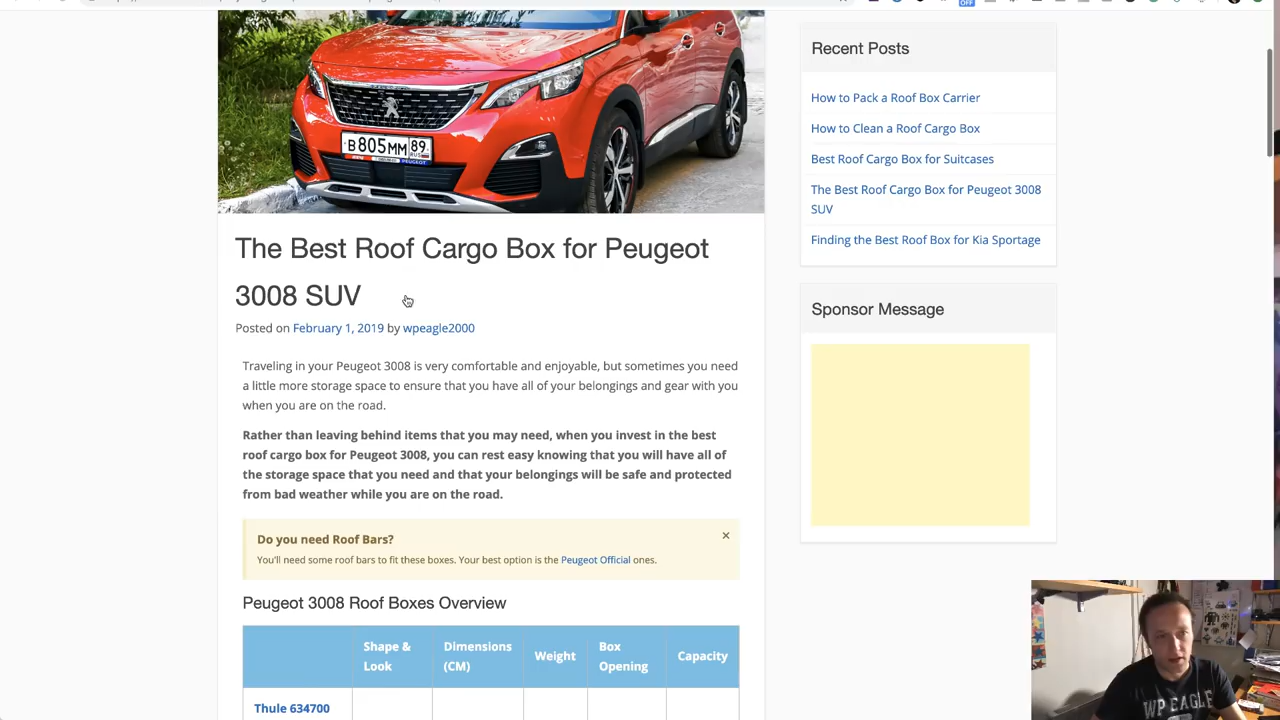 OFF
B805MM 89
RUS
PEUGEOT
The Best Roof Cargo Box for Peugeot
3008 SUV
Posted on February 1, 2019 by wpeagle2000
Traveling in your Peugeot 3008 is very comfortable and enjoyable, but sometimes you need
a little more storage space to ensure that you have all of your belongings and gear with you
when you are on the road.
Rather than leaving behind items that you may need, when you invest in the best
roof cargo box for Peugeot 3008, you can rest easy knowing that you will have all of
the storage space that you need and that your belongings will be safe and protected
from bad weather while you are on the road.
Do you need Roof Bars?
×
You'll need some roof bars to fit these boxes. Your best option is the Peugeot Official ones.
Peugeot 3008 Roof Boxes Overview
Shape &
Look
Dimensions
(CM)
Weight
Box
Opening
Capacity
Thule 634700
Recent Posts
How to Pack a Roof Box Carrier
How to Clean a Roof Cargo Box
Best Roof Cargo Box for Suitcases
The Best Roof Cargo Box for Peugeot 3008
SUV
Finding the Best Roof Box for Kia Sportage
Sponsor Message
WP EAGLE